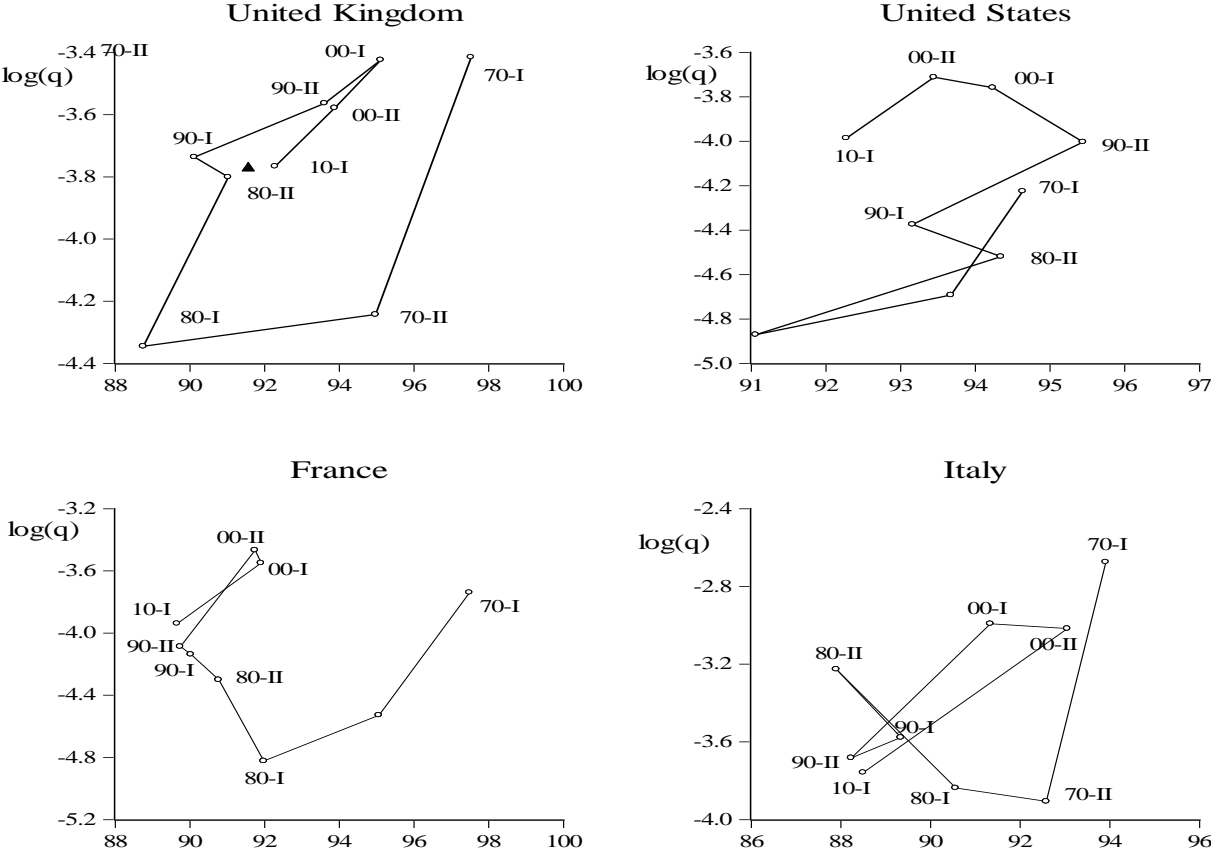 United Kingdom
-3.4
70-II
00-I
70-I
log(q)
90-II
-3.6
00-II
90-I
10-I
-3.8
80-II
-4.0
-4.2
80-I
70-II
-4.4
88 90 92 94 96 98 100
United States
-3.6
00-II
log(q)
00-I
-3.8
-4.0
10-I
90-II
-4.2
70-I
90-I
-4.4
80-II
-4.6
-4.8
-5.0
91 92 93 94 95 96 97
France
-3.2
log(q)
00-II
-3.6
00-I
10-I
70-I
-4.0
90-II
90-I
80-II
-4.4
-4.8
80-I
-5.2
88 90 92 94 96 98 100
Italy
-2.4
log(q)
70-I
-2.8
00-I
00-II
80-II
-3.2
90-I
-3.6
90-II
10-I
80-I
70-II
-4.0
86 88 90 92 94 96